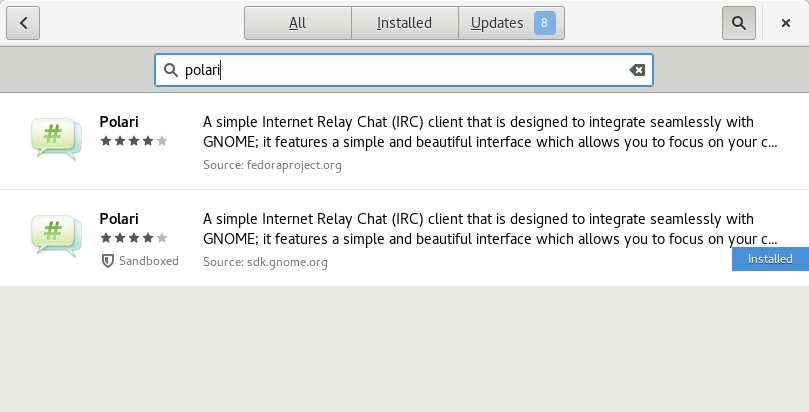 All Installed Updates 8
polari
Polari
A simple Internet Relay Chat (IRC) client that is designed to integrate seamlessly with
GNOME; it features a simple and beautiful interface which allows you to focus on your c...
Source: fedoraproject.org
Polari
A simple Internet Relay Chat (IRC) client that is designed to integrate seamlessly with
GNOME; it features a simple and beautiful interface which allows you to focus on your c...
Sandboxed
Source: sdk.gnome.org
Installed